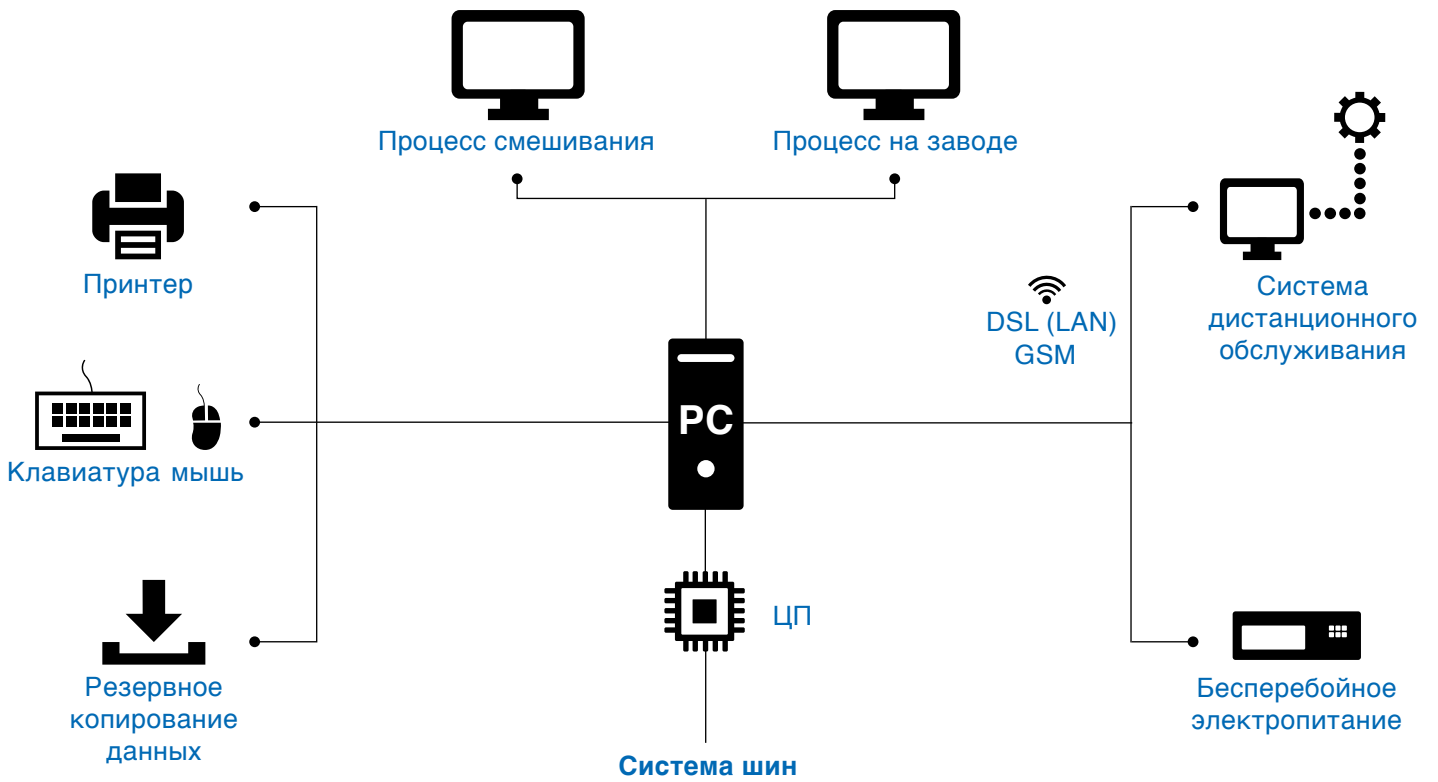 Процесс смешивания
Процесс на заводе
Принтер
DSL (LAN)
GSM
Система
дистанционного
обслуживания
PC
Клавиатура мышь
ЦП
Резервное
копирование
данных
Бесперебойное
электропитание
Система шин